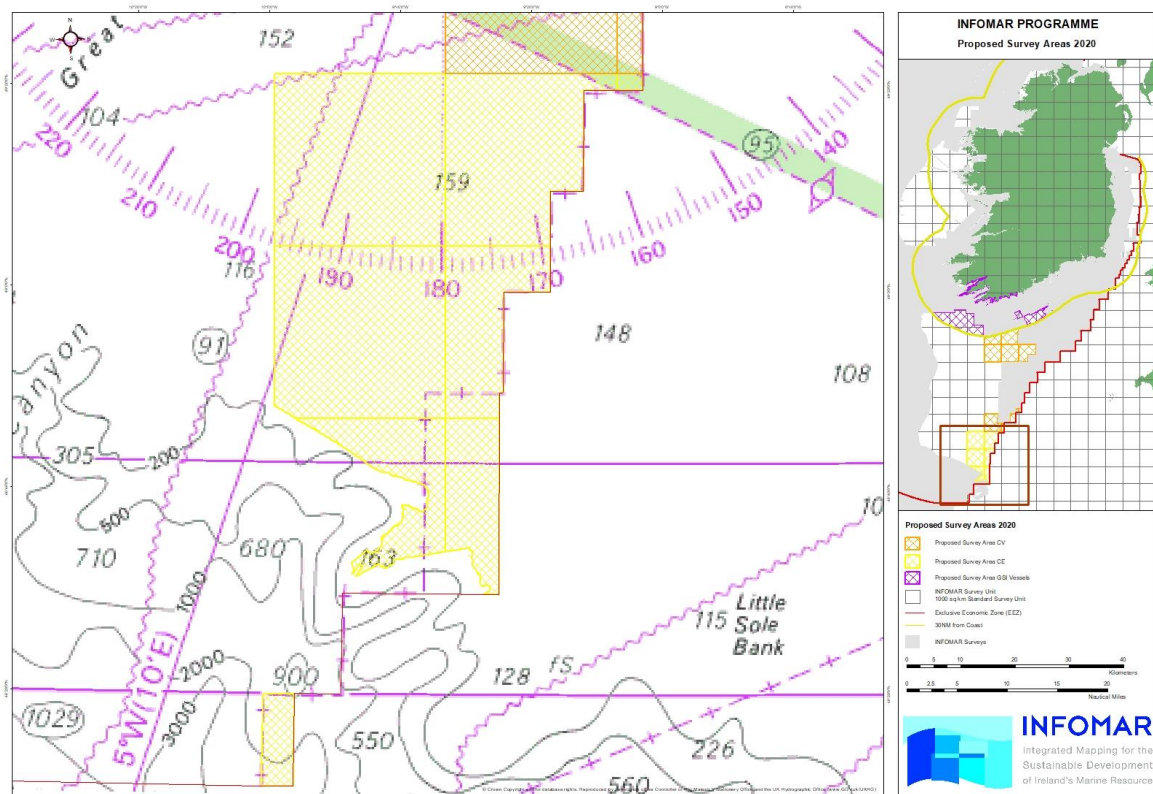 Great
152
104
220
210
200
190
180
170
160
150
140
95
159
116
91
148
108
Canyon
305
200
500
710
680
1000
163
10
115
Little
Sole
Bank
fS
128
2000
900
1029
3000
5°W(10'E)
550
226
560
INFOMAR PROGRAMME
Proposed Survey Areas 2020
Proposed Survey Areas 2020
Proposed Survey Area CV
Proposed Survey Area CE
Proposed Survey Area GSI Vessels
INFOMAR Survey Unit
1000 sq km Standard Survey Unit
Exclusive Economic Zone (EEZ)
30NM from Coast
INFOMAR Surveys
0 5 10 20 30 40
Kilometers
0 2.5 5 10 15 20
Nautical Miles
INFOMAR
Integrated Mapping for the
Sustainable Development
of Ireland's Marine Resource